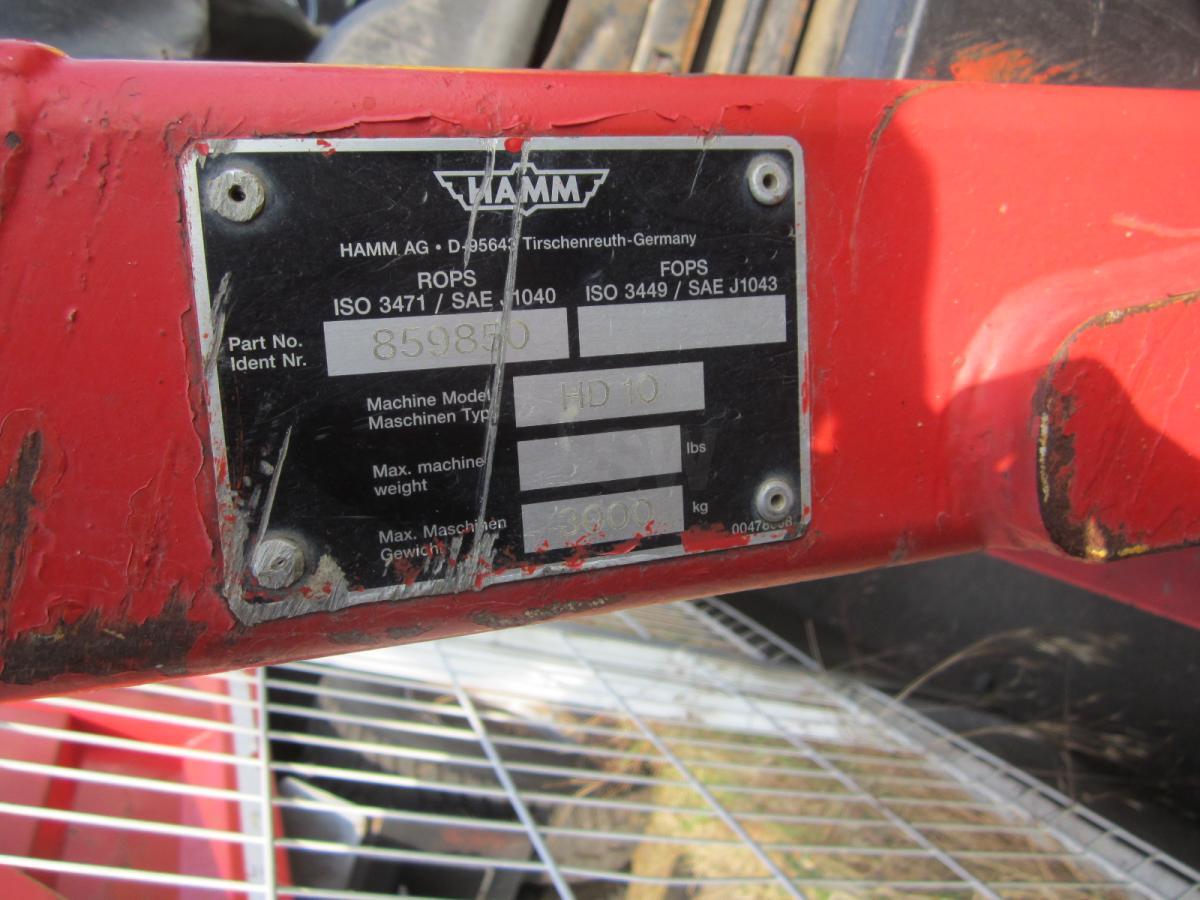 HAMM
HAMM AG • D-95643 Tirschenreuth-Germany
ROPS
ISO 3471 / SAE J1040
FOPS
ISO 3449 / SAE J1043
Part No.
Ident Nr.
859850
Machine Model
Maschinen Typ
HD 10
Max. machine
weight
lbs
Max. Maschinen
Gewicht
3600 kg